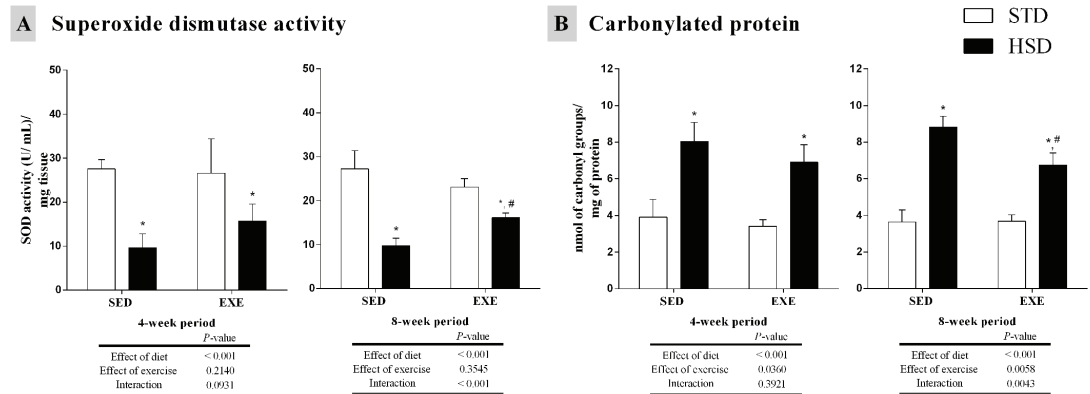 A Superoxide dismutase activity
B Carbonylated protein
STD
HSD
SOD activity (U/ mL)/
mg tissue
50
40
30
20
10
0
*
*
SED EXE
4-week period
P-value
Effect of diet < 0.001
Effect of exercise 0.2140
Interaction 0.0931
50
40
30
20
10
0
*
*, #
SED EXE
8-week period
P-value
Effect of diet < 0.001
Effect of exercise 0.3545
Interaction < 0.001
nmol of carbonyl groups/
mg of protein
12
10
8
6
4
2
0
*
*
SED EXE
4-week period
P-value
Effect of diet < 0.001
Effect of exercise 0.0360
Interaction 0.3921
12
10
8
6
4
2
0
*
*, #
SED EXE
8-week period
P-value
Effect of diet < 0.001
Effect of exercise 0.0058
Interaction 0.0043